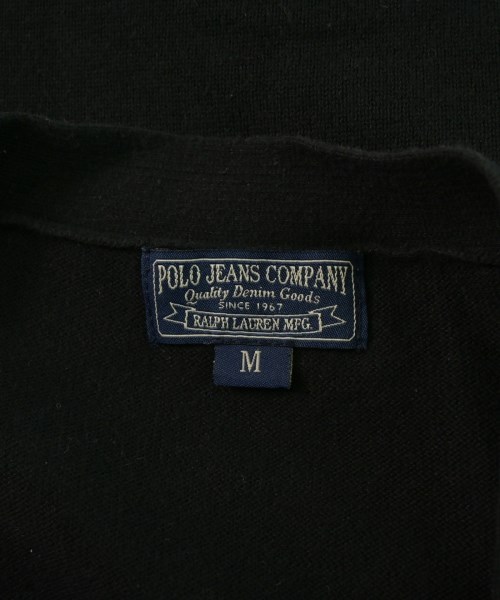 POLO JEANS COMPANY
Quality Denim Goods
SINCE 1967
RALPH LAUREN MFG.
M